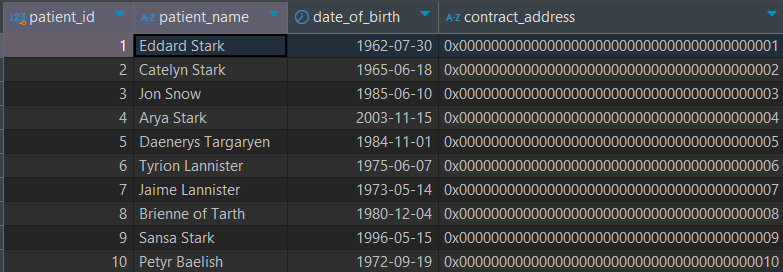 123 patient_id A-Z patient_name date_of_birth A-Z contract_address
1 Eddard Stark 1962-07-30 0x0000000000000000000000000000000000000001
2 Catelyn Stark 1965-06-18 0x0000000000000000000000000000000000000002
3 Jon Snow 1985-06-10 0x0000000000000000000000000000000000000003
4 Arya Stark 2003-11-15 0x0000000000000000000000000000000000000004
5 Daenerys Targaryen 1984-11-01 0x0000000000000000000000000000000000000005
6 Tyrion Lannister 1975-06-07 0x0000000000000000000000000000000000000006
7 Jaime Lannister 1973-05-14 0x0000000000000000000000000000000000000007
8 Brienne of Tarth 1980-12-04 0x0000000000000000000000000000000000000008
9 Sansa Stark 1996-05-15 0x0000000000000000000000000000000000000009
10 Petyr Baelish 1972-09-19 0x0000000000000000000000000000000000000010